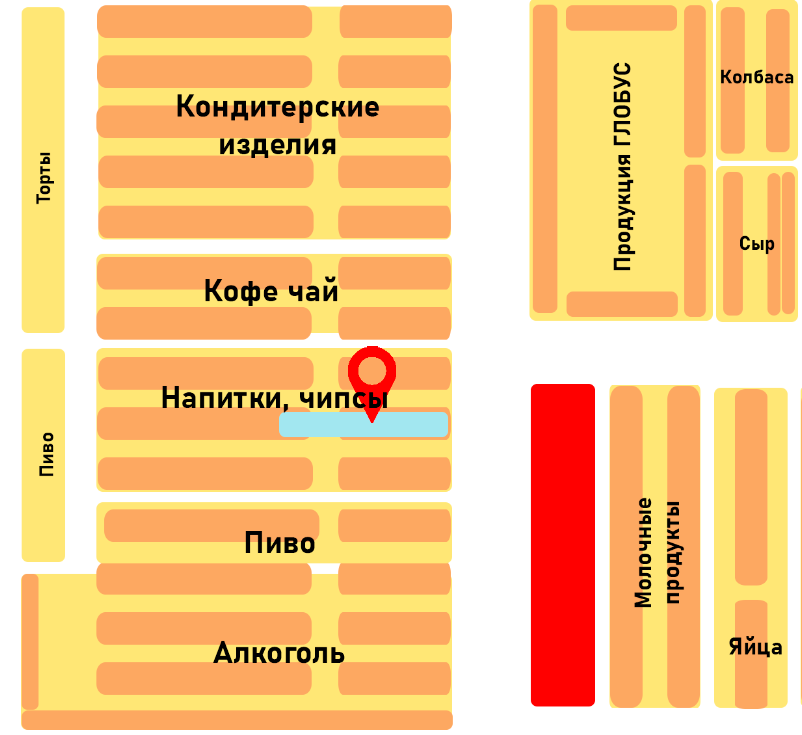 Торты
Кондитерские
изделия
Кофе чай
Напитки, чипсы
Пиво
Пиво
Алкоголь
Продукция ГЛОБУС
Колбаса
Сыр
Молочные
продукты
Яйца